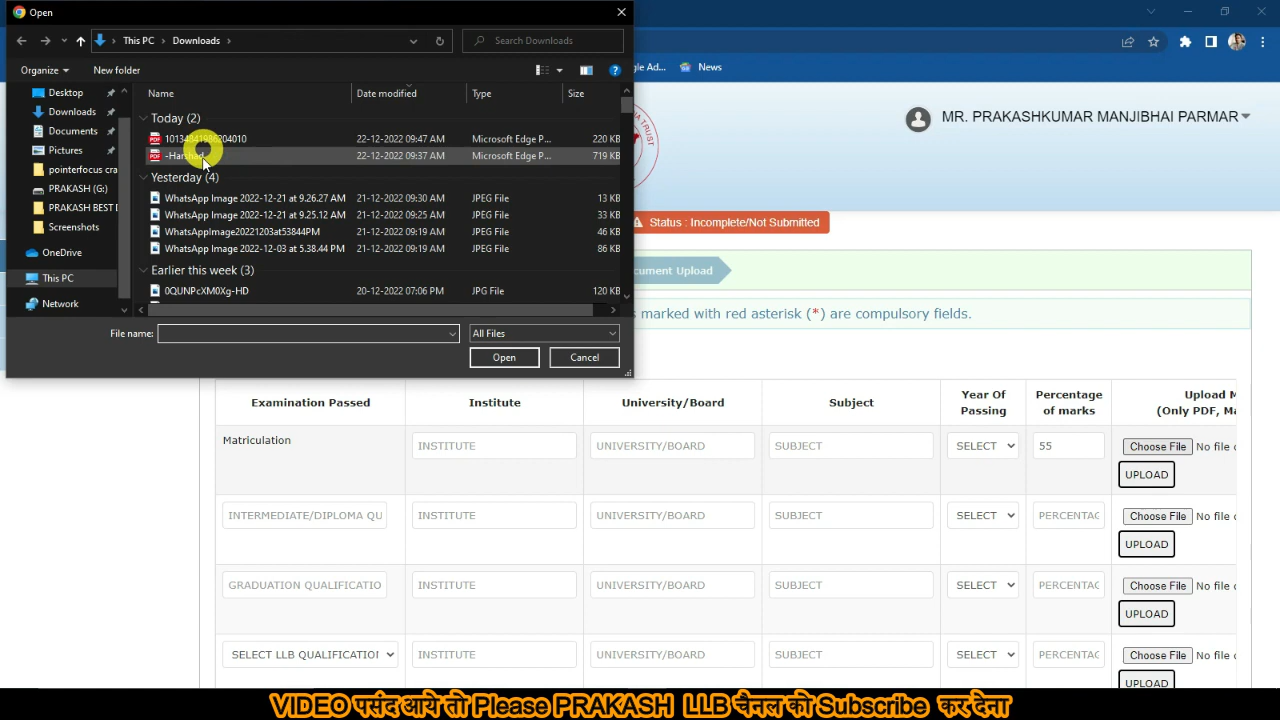 Open
This PC
Downloads
Search Downloads
Organize
New folder
gle Ad...
News
Desktop
Downloads
Documents
Pictures
pointerfocus cra
PRAKASH (G:)
PRAKASH BEST
Screenshots
OneDrive
This PC
Network
Name
Date modified
Type
Size
Today (2)
22-12-2022 09:47 AM
Microsoft Edge P...
220 KB
-Harshad
22-12-2022 09:37 AM
Microsoft Edge P...
719 KB
Yesterday (4)
WhatsApp Image 2022-12-21 at 9.26.27 AM
21-12-2022 09:30 AM
JPEG File
13 KB
WhatsApp Image 2022-12-21 at 9.25.12 AM
21-12-2022 09:25 AM
JPEG File
33 KB
WhatsAppImage20221203at53844PM
21-12-2022 09:19 AM
JPEG File
46 KB
WhatsApp Image 2022-12-03 at 5.38.44 PM
21-12-2022 09:19 AM
JPEG File
86 KB
Earlier this week (3)
0QUNPcXM0Xg-HD
20-12-2022 07:06 PM
JPG File
120 KB
File name:
All Files
Open
Cancel
MR. PRAKASHKUMAR MANJIBHAI PARMAR
TRUST
Status : Incomplete/Not Submitted
cument Upload
s marked with red asterisk (*) are compulsory fields.
Examination Passed
Institute
University/Board
Subject
Year Of
Passing
Percentage
of marks
Upload M
(Only PDF, Ma
Matriculation
INSTITUTE
UNIVERSITY/BOARD
SUBJECT
SELECT
55
Choose File No file c
UPLOAD
INTERMEDIATE/DIPLOMA QU
INSTITUTE
UNIVERSITY/BOARD
SUBJECT
SELECT
PERCENTAG
Choose File No file c
UPLOAD
GRADUATION QUALIFICATIO
INSTITUTE
UNIVERSITY/BOARD
SUBJECT
SELECT
PERCENTAG
Choose File No file c
UPLOAD
SELECT LLB QUALIFICATION
INSTITUTE
UNIVERSITY/BOARD
SUBJECT
SELECT
PERCENTAG
Choose File No file c
UPLOAD
VIDEO पसंद आये तो Please PRAKASH LLB चैनल को Subscribe कर देना